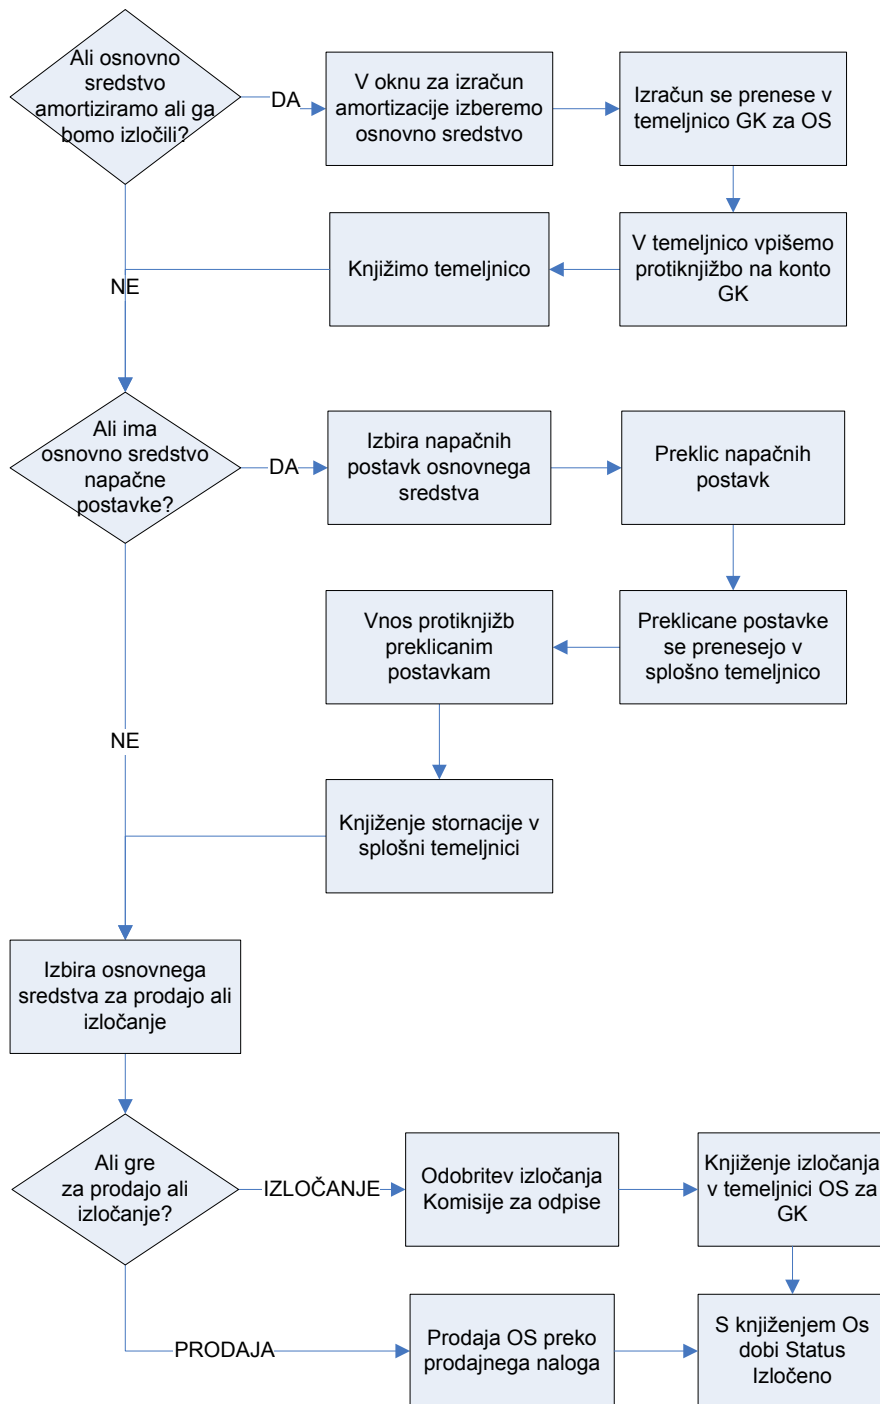 Ali osnovno
sredstvo
amortiziramo ali ga
bomo izločili?
DA
V oknu za izračun
amortizacije izberemo
osnovno sredstvo
Izračun se prenese v
temeljnico GK za OS
V temeljnico vpišemo
protiknjižbo na konto
GK
Knjižimo temeljnico
NE
Ali ima
osnovno sredstvo
napačne
postavke?
DA
Izbira napačnih
postavk osnovnega
sredstva
Preklic napačnih
postavk
Preklicane postavke
se prenesejo v
splošno temeljnico
Vnos protiknjižb
preklicanim
postavkam
NE
Knjiženje stornacije v
splošni temeljnici
Izbira osnovnega
sredstva za prodajo ali
izločanje
Ali gre
za prodajo ali
izločanje?
IZLOČANJE
Odobritev izločanja
Komisije za odpise
Knjiženje izločanja
v temeljnici OS za
GK
PRODAJA
Prodaja OS preko
prodajnega naloga
S knjiženjem Os
dobi Status
Izločeno